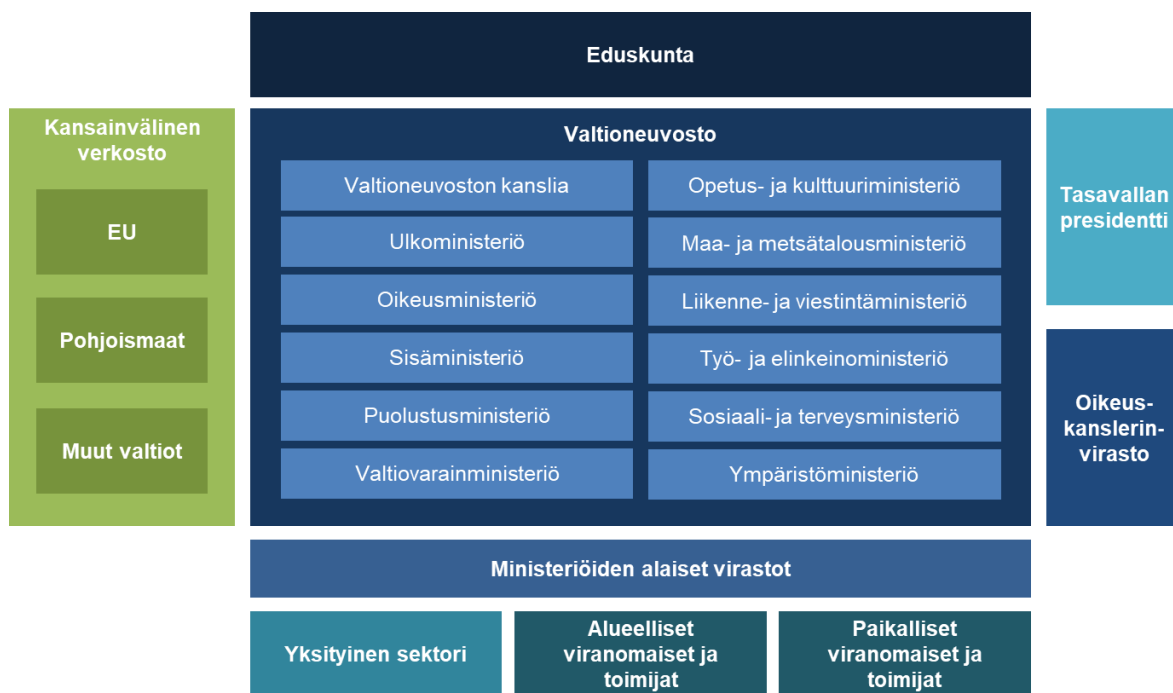 Eduskunta
Kansainvälinen
verkosto
EU
Pohjoismaat
Muut valtiot
Valtioneuvosto
Valtioneuvoston kanslia
Ulkoministeriö
Oikeusministeriö
Sisäministeriö
Puolustusministeriö
Valtiovarainministeriö
Opetus- ja kulttuuriministeriö
Maa- ja metsätalousministeriö
Liikenne- ja viestintäministeriö
Työ- ja elinkeinoministeriö
Sosiaali- ja terveysministeriö
Ympäristöministeriö
Tasavallan
presidentti
Oikeus-
kanslerin-
virasto
Ministeriöiden alaiset virastot
Yksityinen sektori
Alueelliset
viranomaiset ja
toimijat
Paikalliset
viranomaiset ja
toimijat